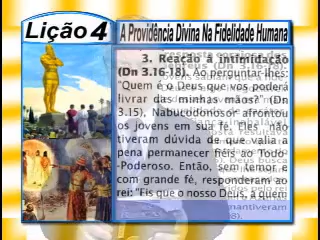 Lição 4
A Providência Divina Na Fidelidade Humana
3. Reação à intimidação
(Dn 3.16-18). Ao perguntar-lhes:
"Quem é o Deus que vos poderá
livrar das minhas mãos?" (Dn
3.15), Nabucodonosor afrontou
os jovens em sua fé. Eles não
tiveram dúvida de que valia a
pena permanecer fiéis ao Todo-
Poderoso. Então, sem temor e
com grande fé, responderam ao
rei: "Eis que o nosso Deus, a quem